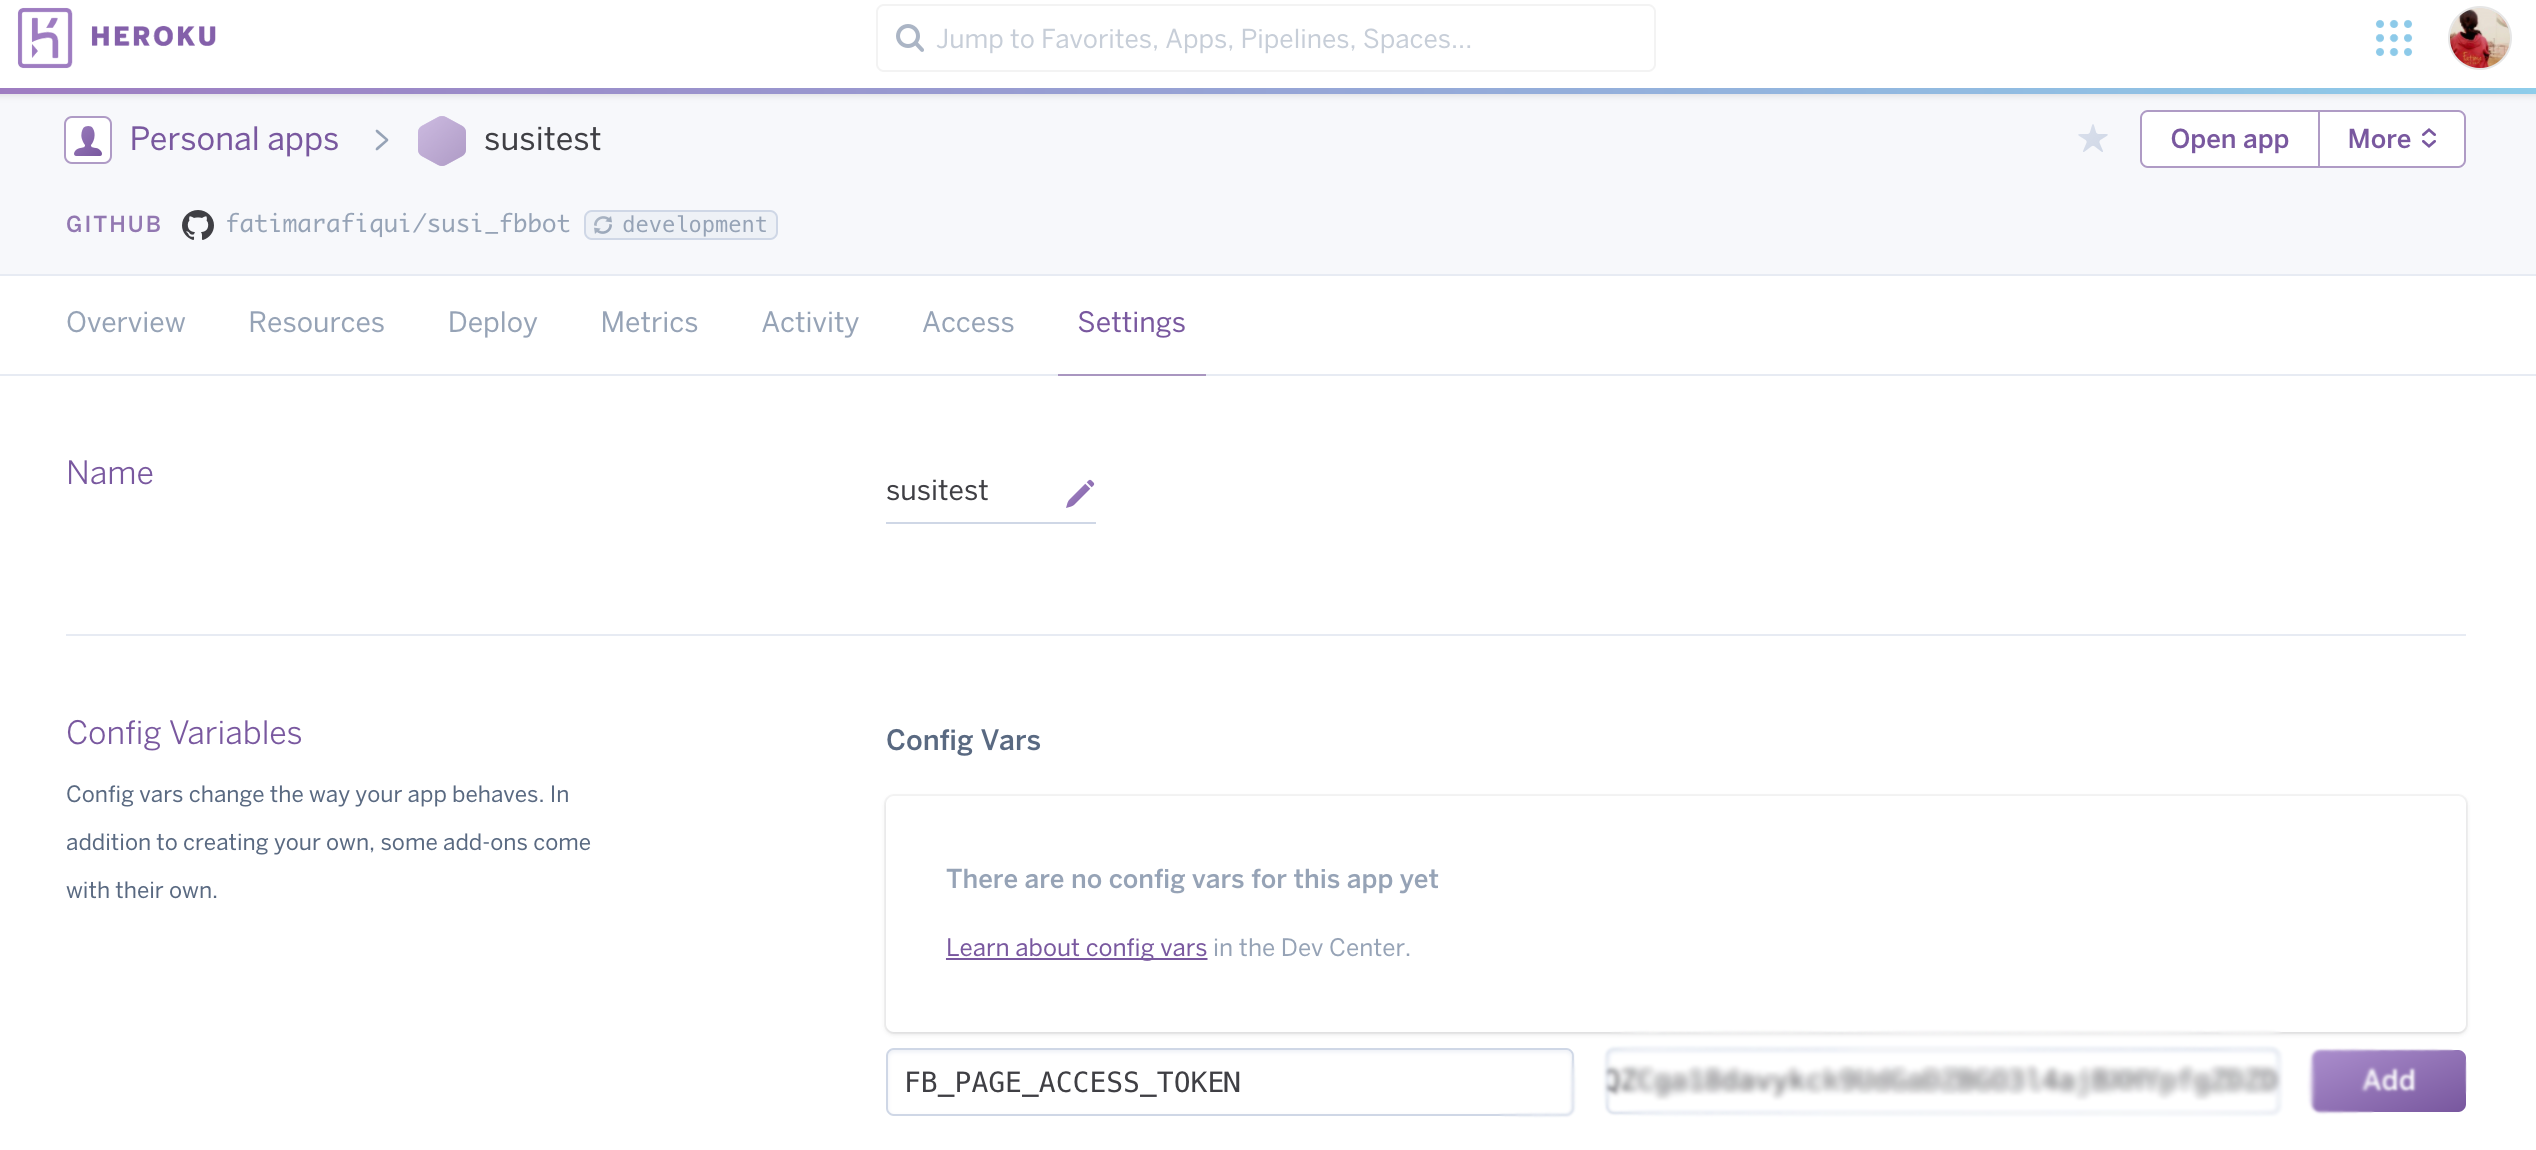 HEROKU
Jump to Favorites, Apps, Pipelines, Spaces...
Personal apps > susitest
Open app
More
GITHUB fatimarafiqui/susi_fbbot development
Overview Resources Deploy Metrics Activity Access Settings
Name
susitest
Config Variables
Config vars change the way your app behaves. In
addition to creating your own, some add-ons come
with their own.
Config Vars
There are no config vars for this app yet
Learn about config vars in the Dev Center.
FB_PAGE_ACCESS_TOKEN
Add